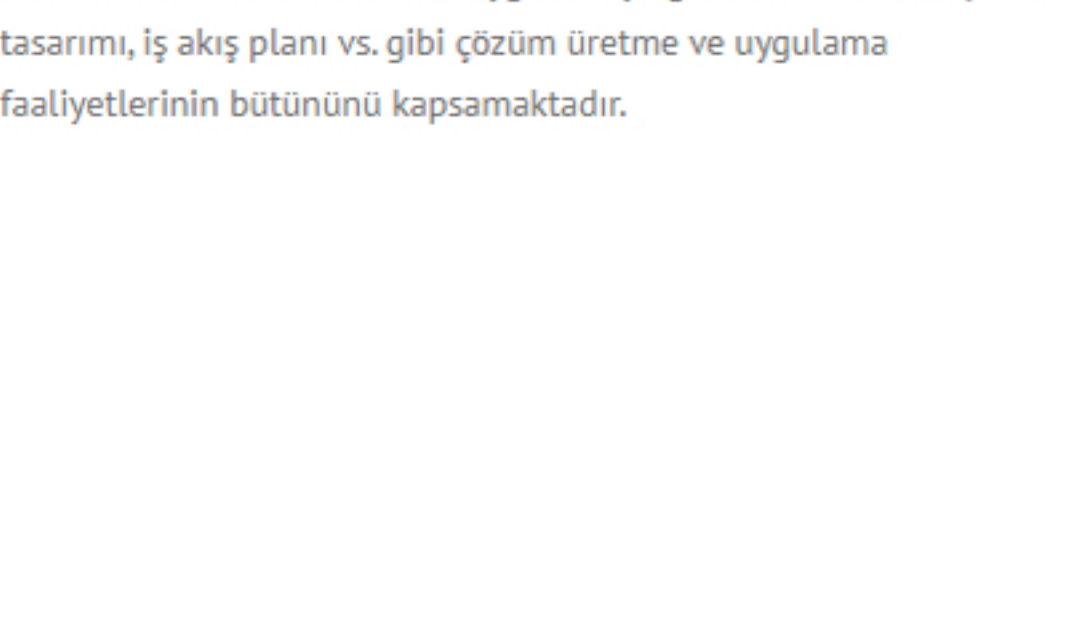 tasarımı, iş akış planı vs. gibi çözüm üretme ve uygulama
faaliyetlerinin bütününü kapsamaktadır.